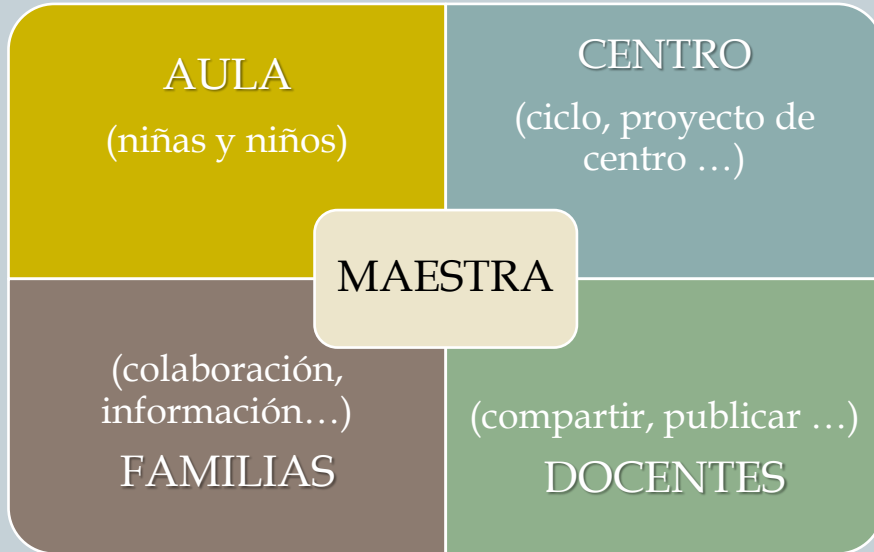 AULA
(niñas y niños)
CENTRO
(ciclo, proyecto de
centro …)
MAESTRA
(colaboración,
información…)
FAMILIAS
(compartir, publicar …)
DOCENTES